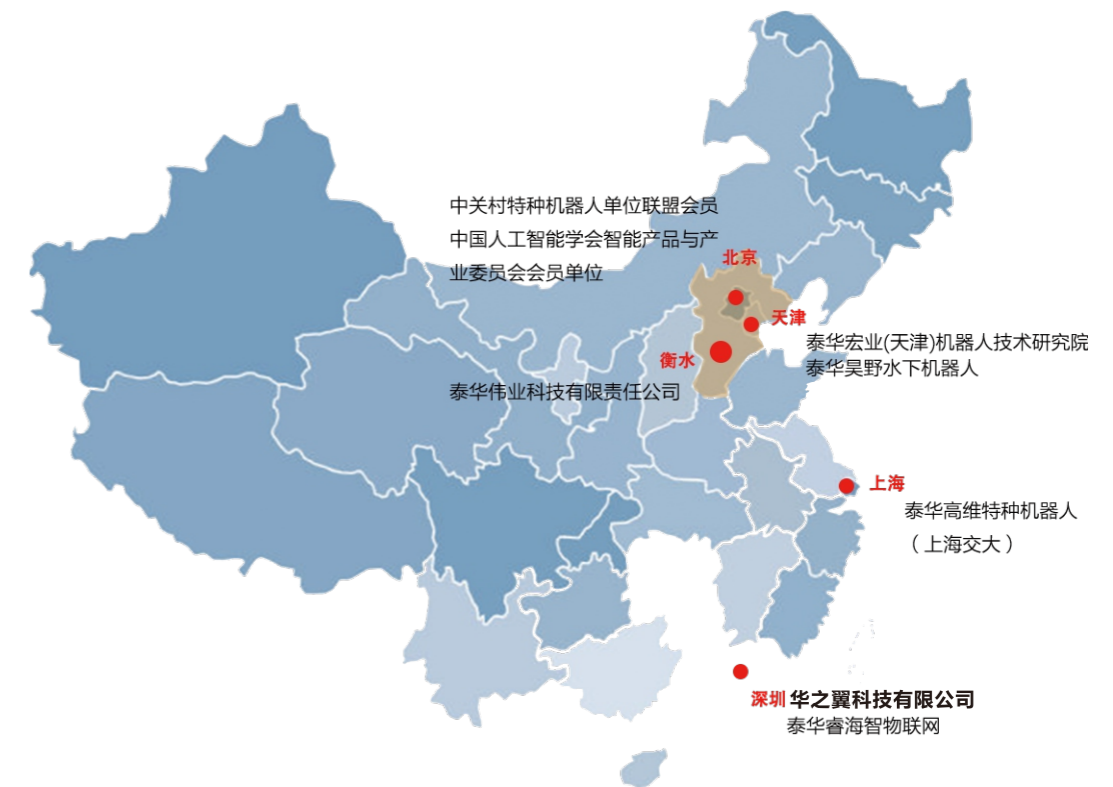 中关村特种机器人单位联盟会员
中国人工智能学会智能产品与产
业委员会会员单位
北京
天津
泰华宏业(天津)机器人技术研究院
泰华昊野水下机器人
衡水
泰华伟业科技有限责任公司
上海
泰华高维特种机器人
（上海交大）
深圳 华之翼科技有限公司
泰华睿海智物联网